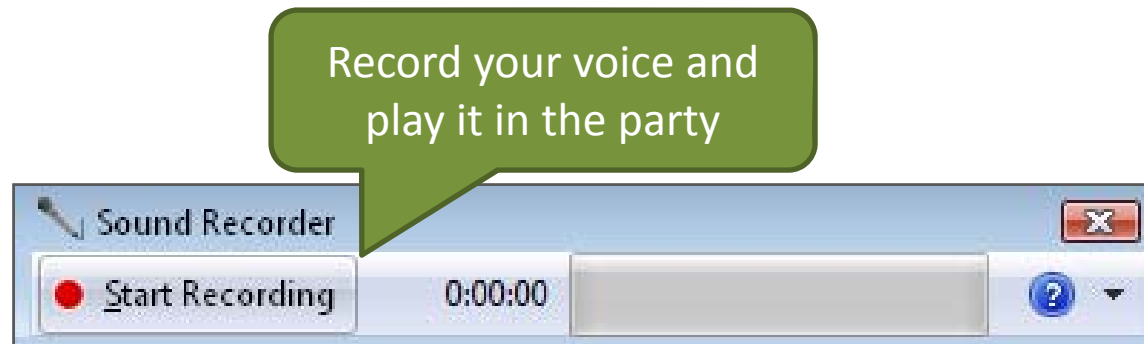 Record your voice and
play it in the party
Sound Recorder
Start Recording 0:00:00